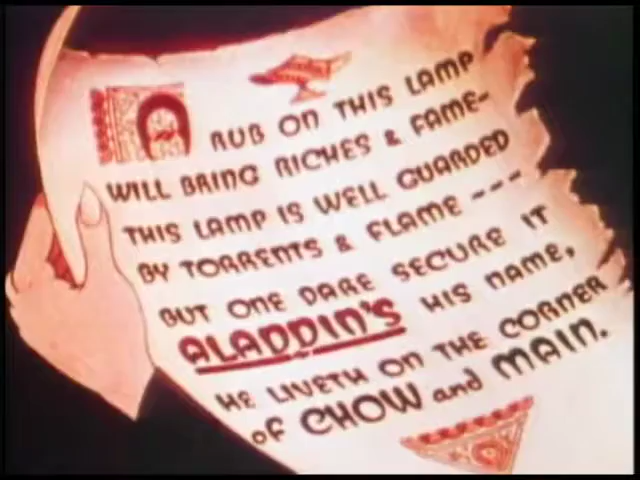 A RUB ON THIS LAMP
WILL BRING RICHES & FAME-
THIS LAMP IS WELL GUARDED
BY TORRENTS & FLAME ---
BUT ONE DARE SECURE IT
ALADDIN'S HIS NAME,
HE LIVETH ON THE CORNER
OF CHOW and MAIN.